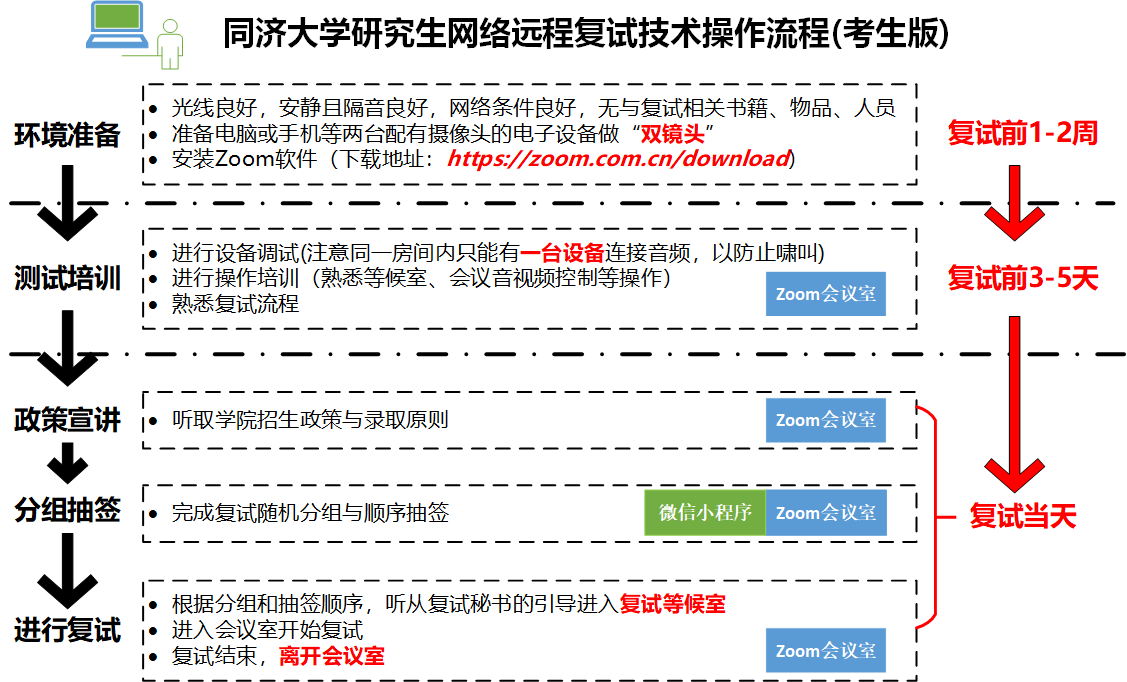 同济大学研究生网络远程复试技术操作流程(考生版)
环境准备
• 光线良好，安静且隔音良好，网络条件良好，无与复试相关书籍、物品、人员
• 准备电脑或手机等两台配有摄像头的电子设备做“双镜头”
• 安装Zoom软件（下载地址：https://zoom.com.cn/download)
复试前1-2周
测试培训
• 进行设备调试(注意同一房间内只能有一台设备连接音频，以防止啸叫)
• 进行操作培训（熟悉等候室、会议音视频控制等操作）
• 熟悉复试流程
Zoom会议室
复试前3-5天
政策宣讲
• 听取学院招生政策与录取原则
Zoom会议室
分组抽签
• 完成复试随机分组与顺序抽签
微信小程序
Zoom会议室
复试当天
进行复试
• 根据分组和抽签顺序，听从复试秘书的引导进入复试等候室
• 进入会议室开始复试
• 复试结束，离开会议室
Zoom会议室